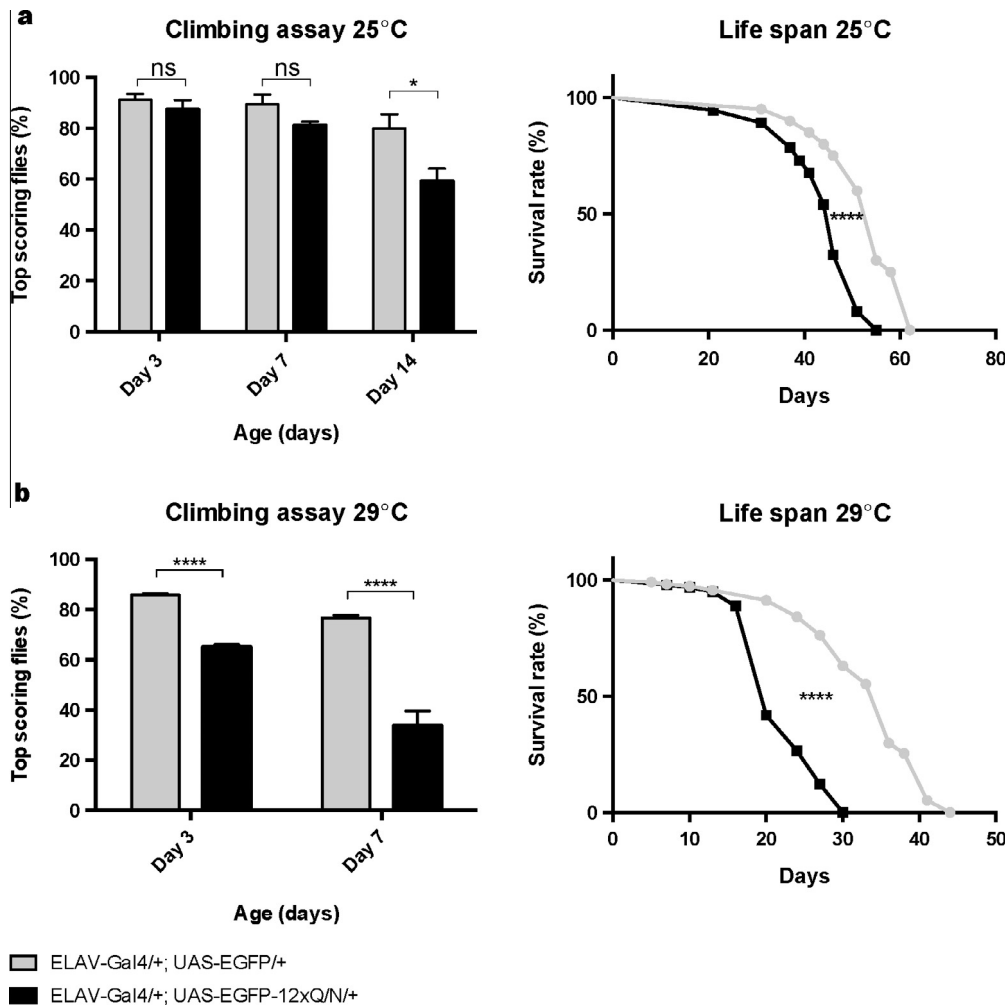 a
Climbing assay 25°C
Top scoring flies (%)
100
80
60
40
20
0
ns
ns
*
Day 3
Day 7
Day 14
Age (days)
Life span 25°C
Survival rate (%)
100
50
0
****
0
20
40
60
80
Days
b
Climbing assay 29°C
Top scoring flies (%)
100
80
60
40
20
0
****
****
Day 3
Day 7
Age (days)
Life span 29°C
Survival rate (%)
100
50
0
****
0
10
20
30
40
50
Days
ELAV-Gal4/+; UAS-EGFP/+
ELAV-Gal4/+; UAS-EGFP-12xQ/N/+